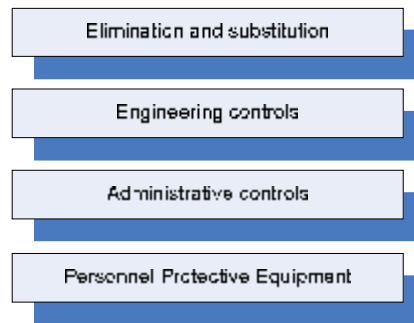 Elimination and substitution
Engineering controls
Administrative controls
Personnel Protective Equipment